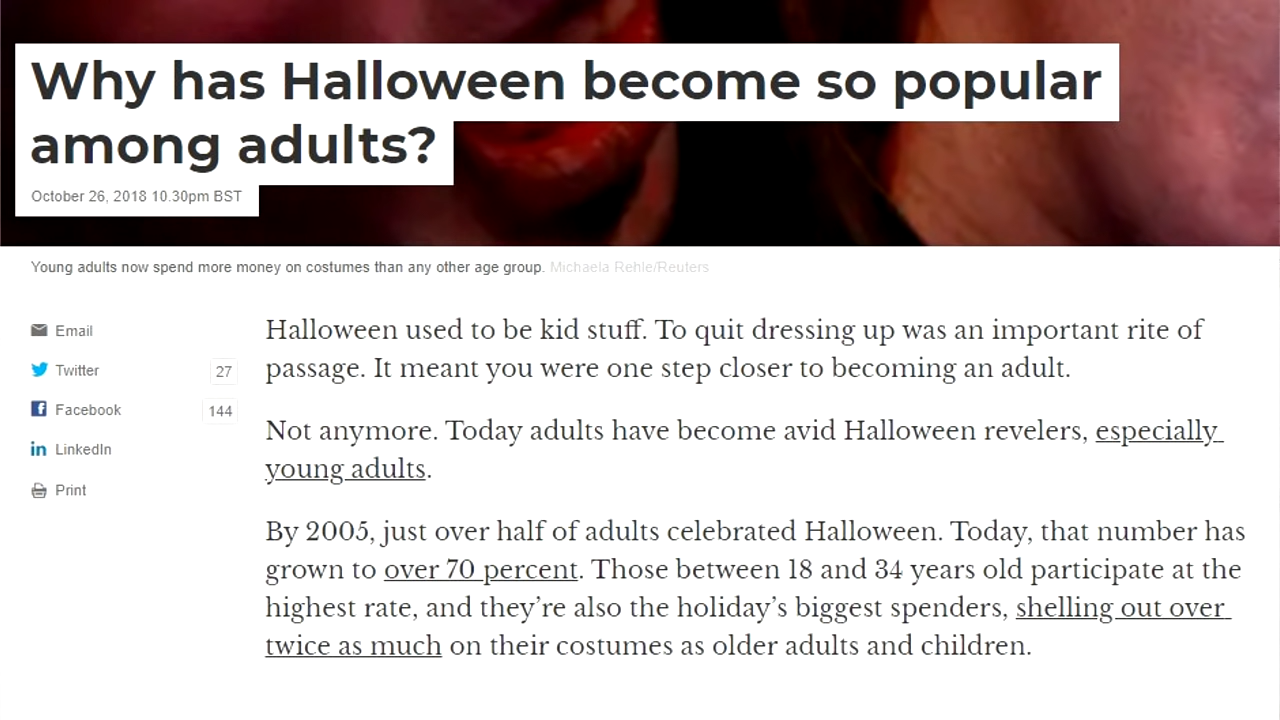 Why has Halloween become so popular
among adults?
October 26, 2018 10.30pm BST
Young adults now spend more money on costumes than any other age group. Michaela Rehle/Reuters
Email
Twitter 27
Facebook 144
LinkedIn
Print
Halloween used to be kid stuff. To quit dressing up was an important rite of
passage. It meant you were one step closer to becoming an adult.
Not anymore. Today adults have become avid Halloween revelers, especially
young adults.
By 2005, just over half of adults celebrated Halloween. Today, that number has
grown to over 70 percent. Those between 18 and 34 years old participate at the
highest rate, and they’re also the holiday’s biggest spenders, shelling out over
twice as much on their costumes as older adults and children.